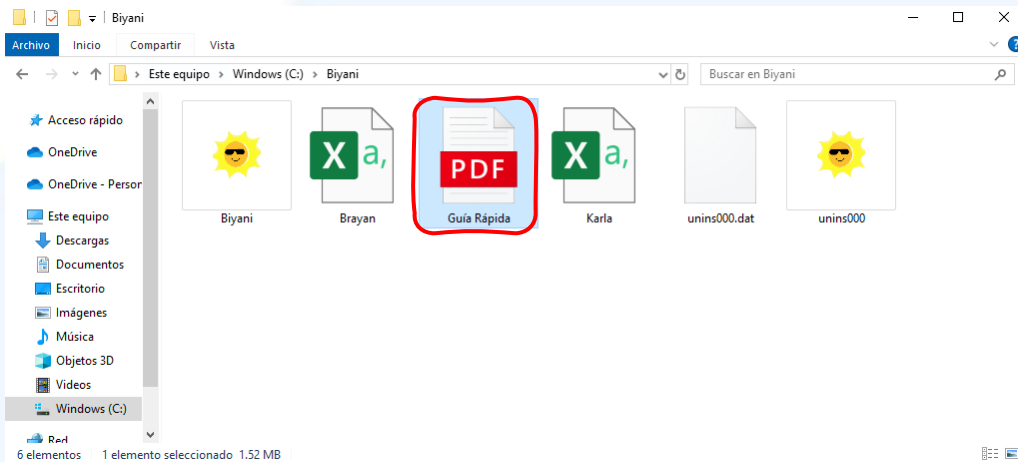 Biyani
Archivo Inicio Compartir Vista
Este equipo Windows (C:) Biyani Buscar en Biyani
Acceso rápido
OneDrive
OneDrive - Persor
Este equipo
Descargas
Documentos
Escritorio
Imágenes
Música
Objetos 3D
Videos
Windows (C:)
Red
X a,
PDF
X a,
Biyani Brayan Guía Rápida Karla unins000.dat unins000
6 elementos 1 elemento seleccionado 1.52 MB